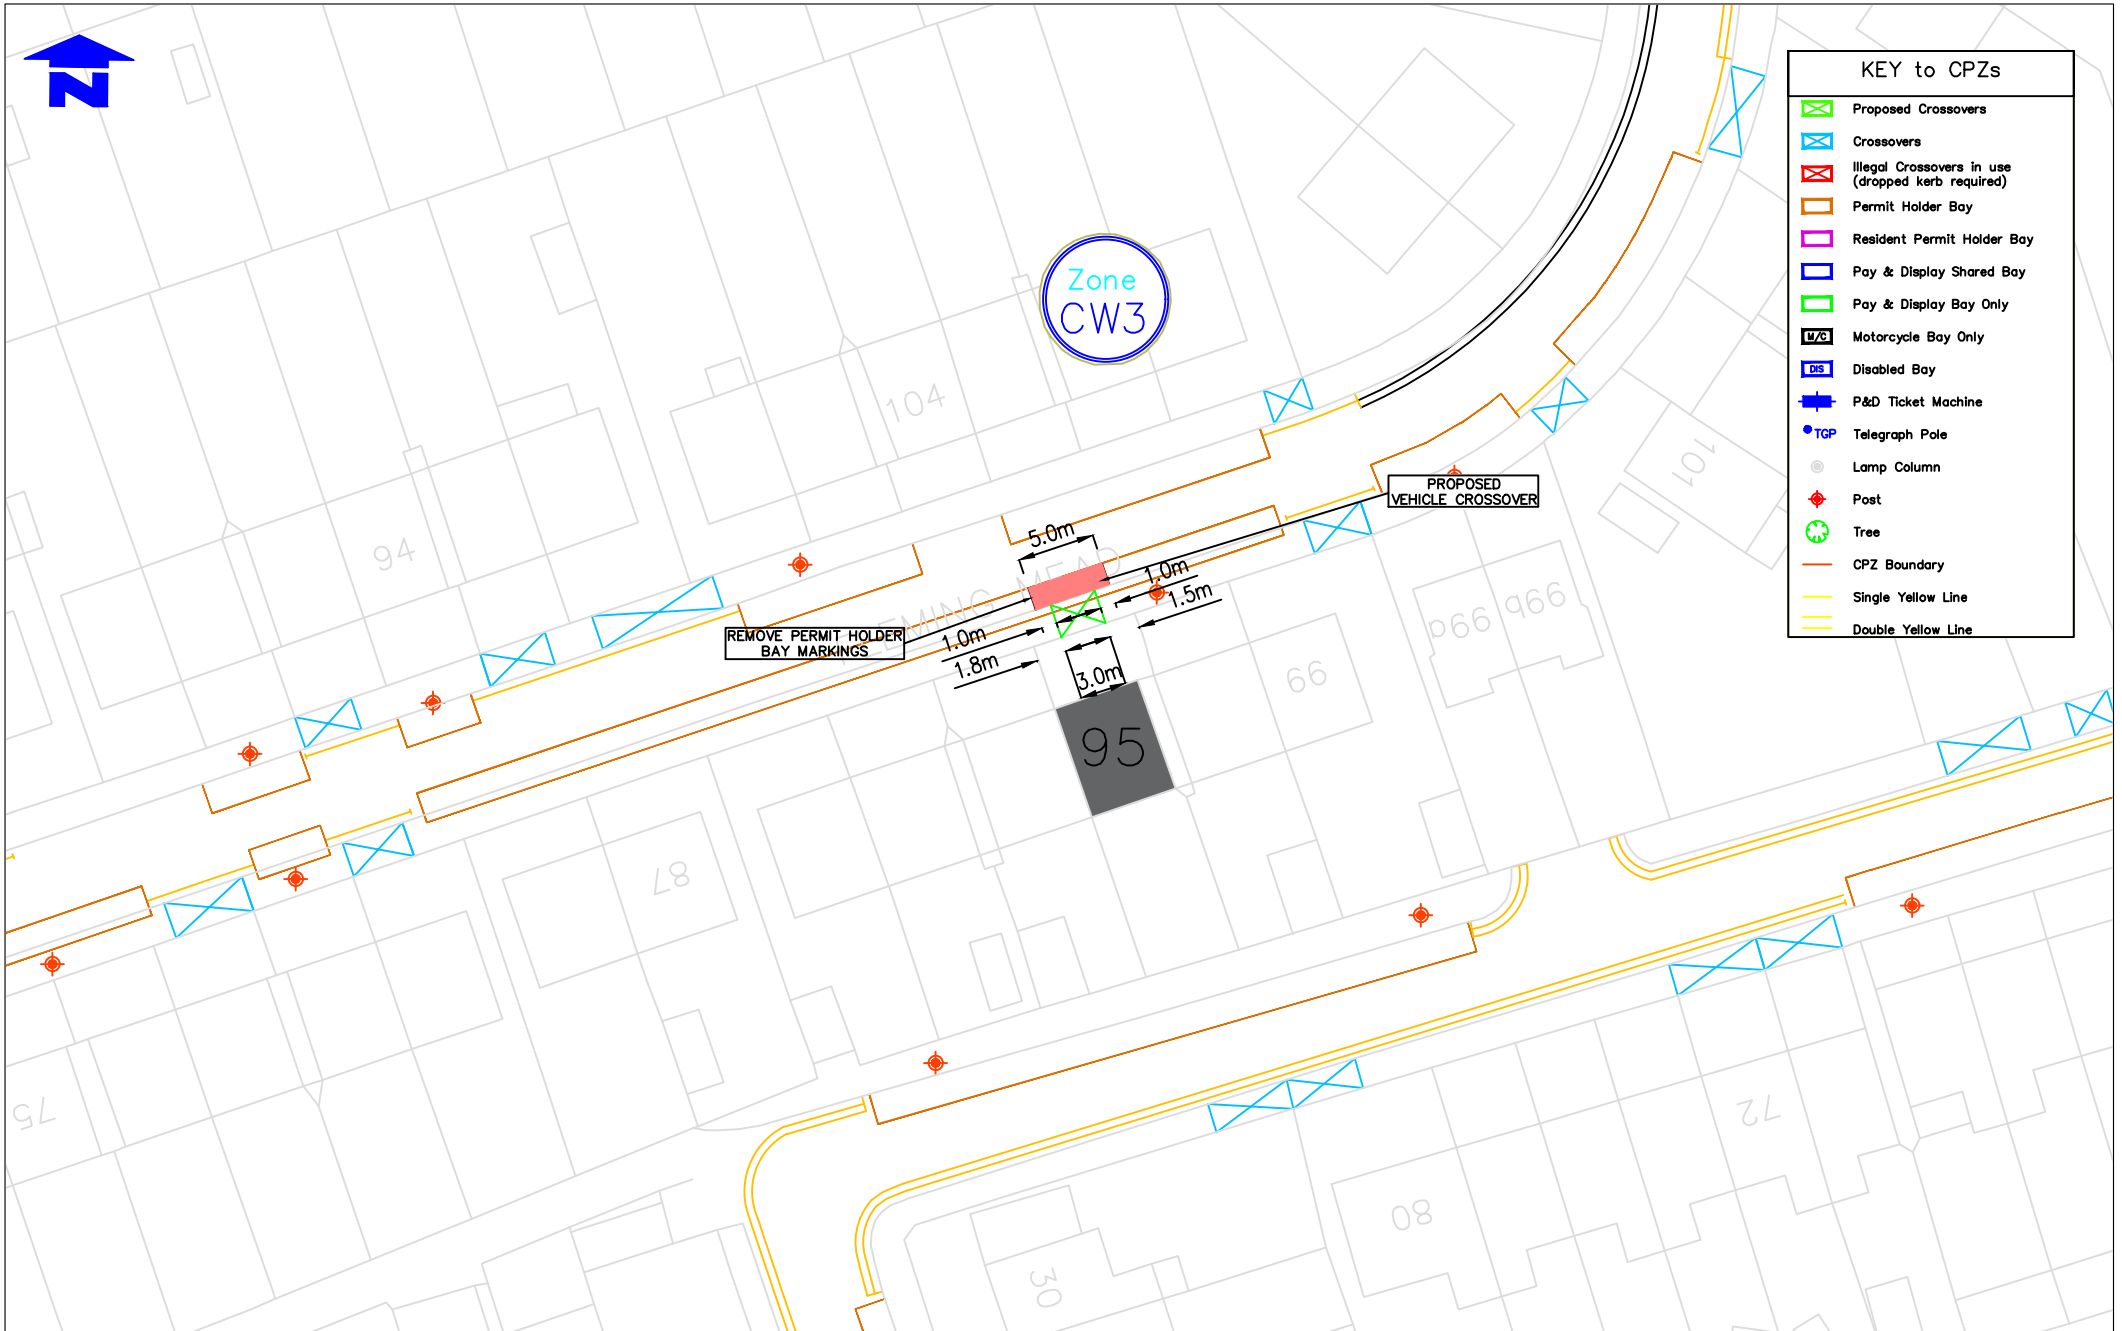 N
KEY to CPZs
Proposed Crossovers
Crossovers
Illegal Crossovers in use
(dropped kerb required)
Permit Holder Bay
Resident Permit Holder Bay
Pay & Display Shared Bay
Pay & Display Bay Only
M/C Motorcycle Bay Only
DIS Disabled Bay
P&D Ticket Machine
TGP Telegraph Pole
Lamp Column
Post
Tree
CPZ Boundary
Single Yellow Line
Double Yellow Line
Zone
CW3
104
94
101
PROPOSED
VEHICLE CROSSOVER
5.0m
MEAD
1.0m
1.5m
REMOVE PERMIT HOLDER
BAY MARKINGS
1.0m
1.8m
3.0m
99d 99b
99
95
87
75
72
80
30